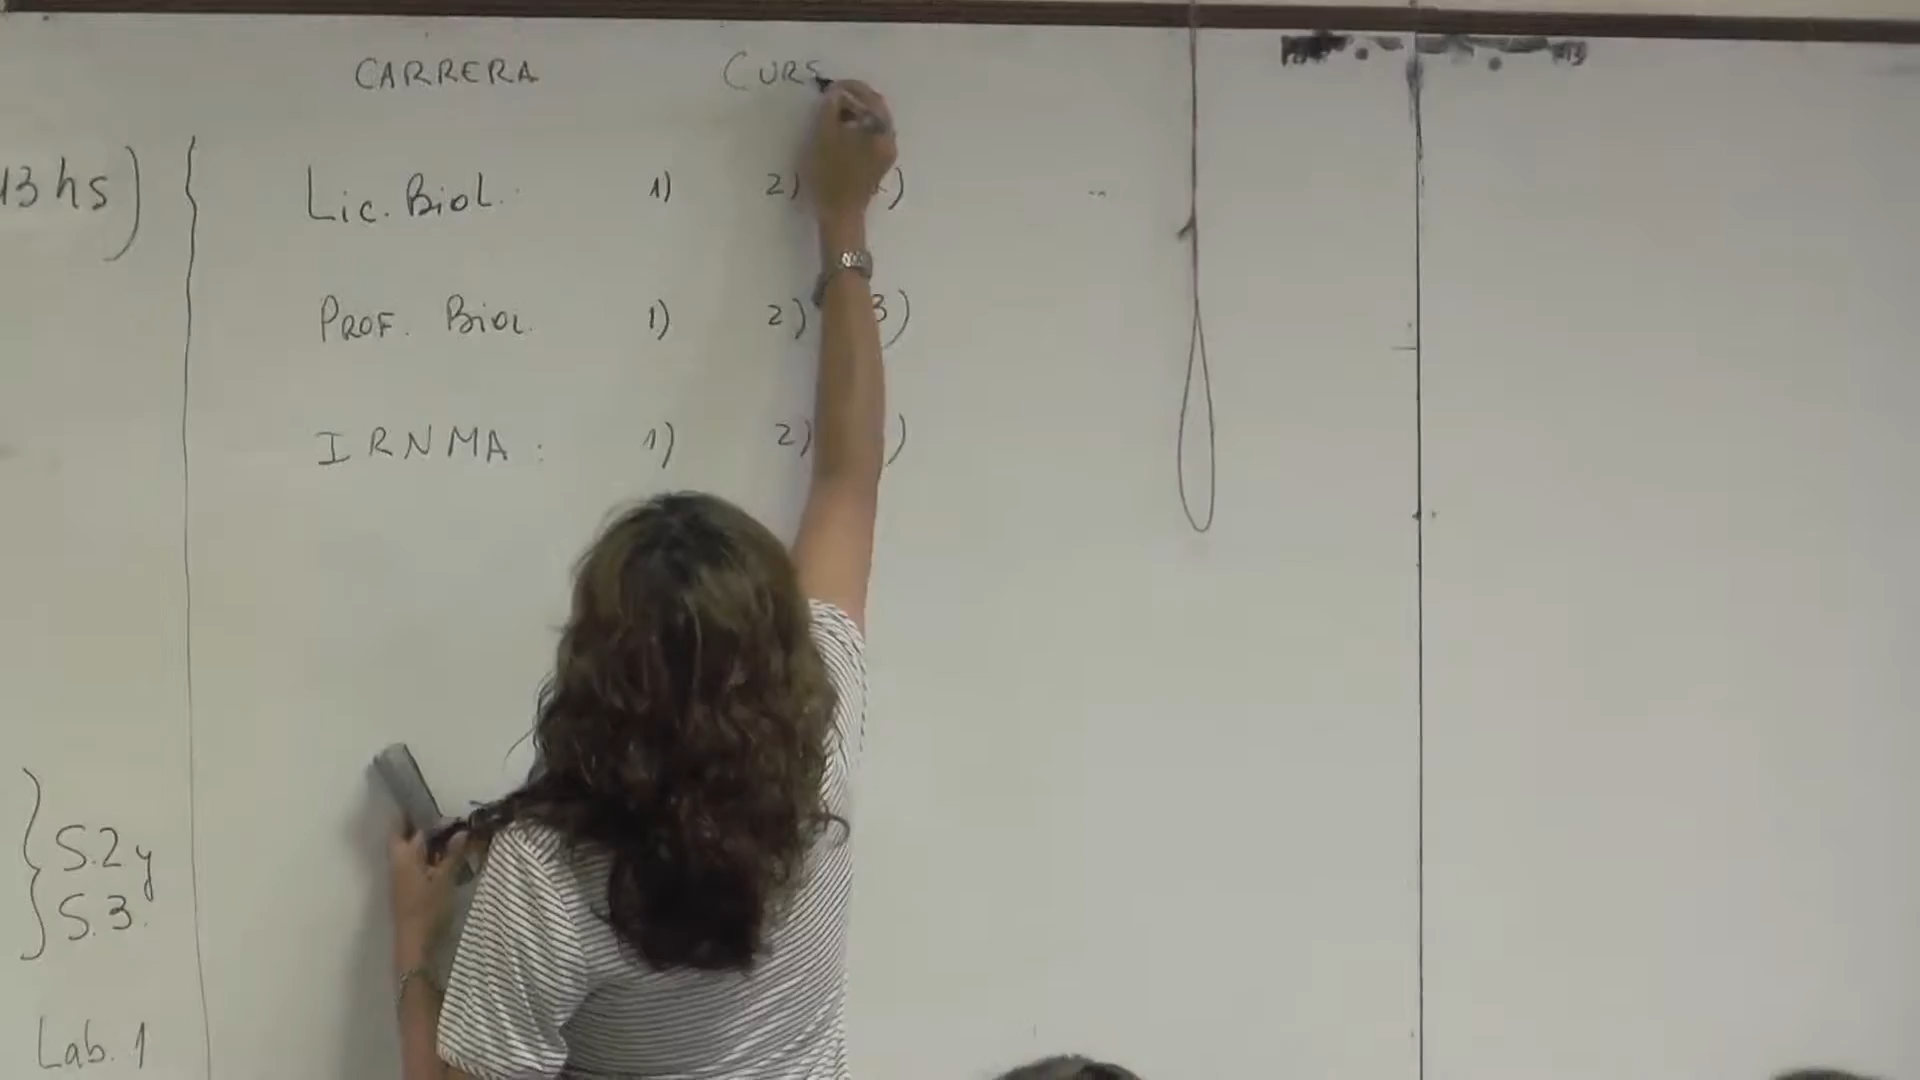 CARRERA CURS
13 hs)
Lic. Biol. 1) 2) )
PROF. Biol. 1) 2) 3)
IRNMA: 1) 2) )
S.2 y
S.3.
Lab. 1